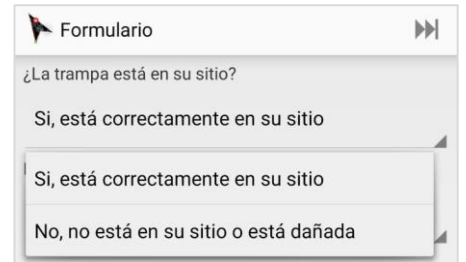 Formulario
¿La trampa está en su sitio?
Si, está correctamente en su sitio
Si, está correctamente en su sitio
No, no está en su sitio o está dañada